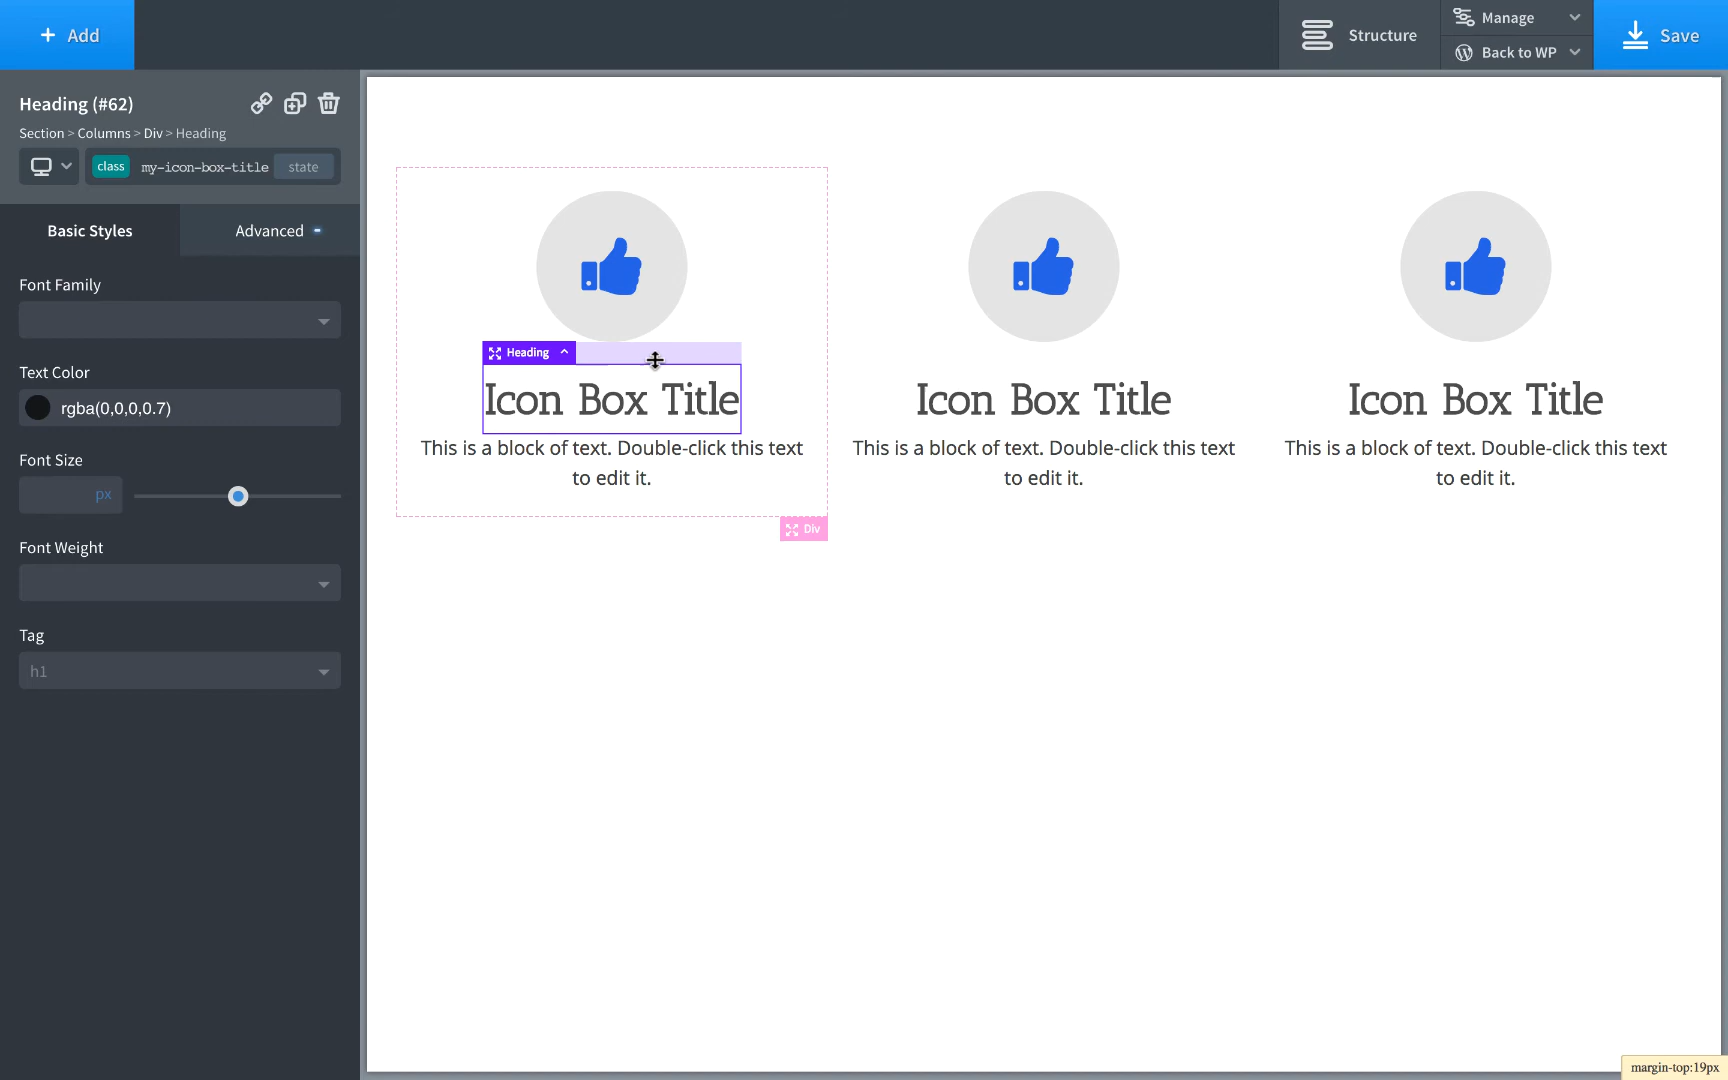 + Add
Structure
Manage
Back to WP
Save
Heading (#62)
Section > Columns > Div > Heading
class my-icon-box-title state
Basic Styles
Advanced
Font Family
Text Color
rgba(0,0,0,0.7)
Font Size
px
Font Weight
Tag
h1
Heading
Icon Box Title
This is a block of text. Double-click this text
to edit it.
Div
Icon Box Title
This is a block of text. Double-click this text
to edit it.
Icon Box Title
This is a block of text. Double-click this text
to edit it.
margin-top:19px